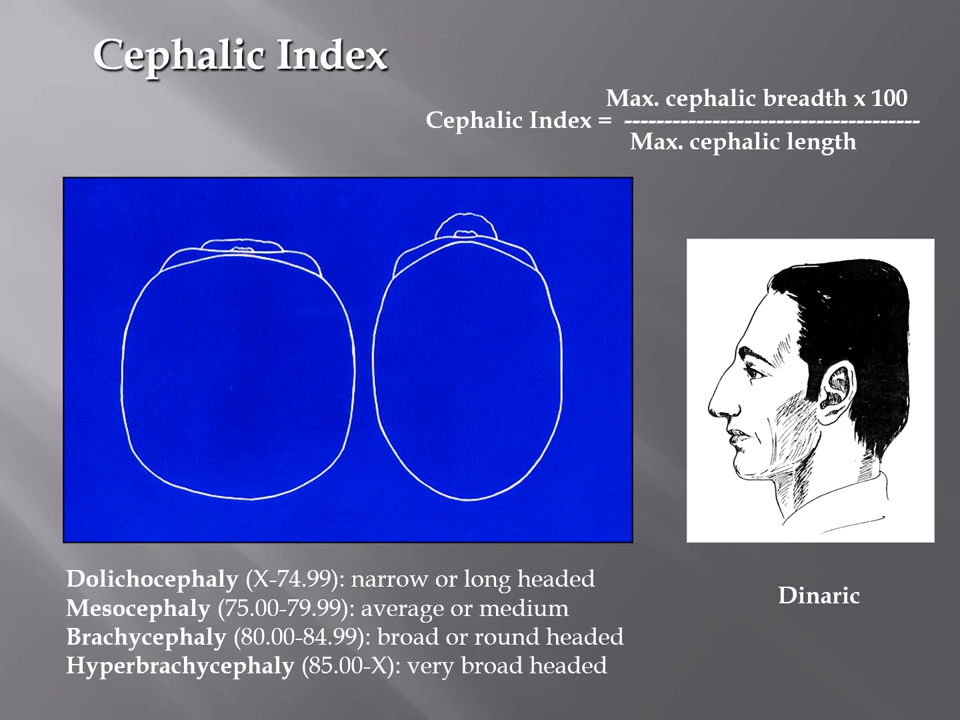 Cephalic Index
Max. cephalic breadth x 100
Cephalic Index = -------------------------------------
Max. cephalic length
Dolichocephaly (X-74.99): narrow or long headed
Mesocephaly (75.00-79.99): average or medium
Brachycephaly (80.00-84.99): broad or round headed
Hyperbrachycephaly (85.00-X): very broad headed
Dinaric